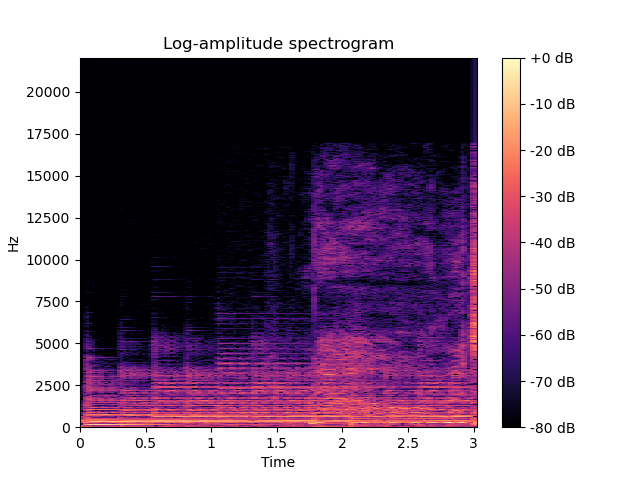 Log-amplitude spectrogram
Hz
20000
17500
15000
12500
10000
7500
5000
2500
0
0 0.5 1 1.5 2 2.5 3
Time
+0 dB
-10 dB
-20 dB
-30 dB
-40 dB
-50 dB
-60 dB
-70 dB
-80 dB